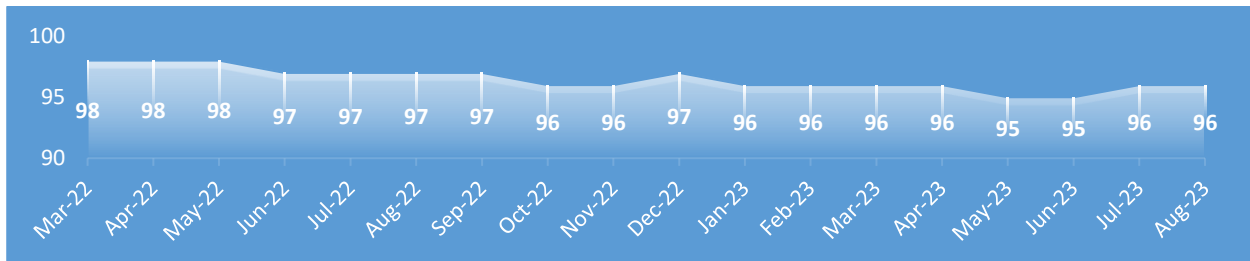 100
95
90
98 98 98 97 97 97 97 96 96 97 96 96 96 96 95 95 96 96
Mar-22 Apr-22 May-22 Jun-22 Jul-22 Aug-22 Sep-22 Oct-22 Nov-22 Dec-22 Jan-23 Feb-23 Mar-23 Apr-23 May-23 Jun-23 Jul-23 Aug-23